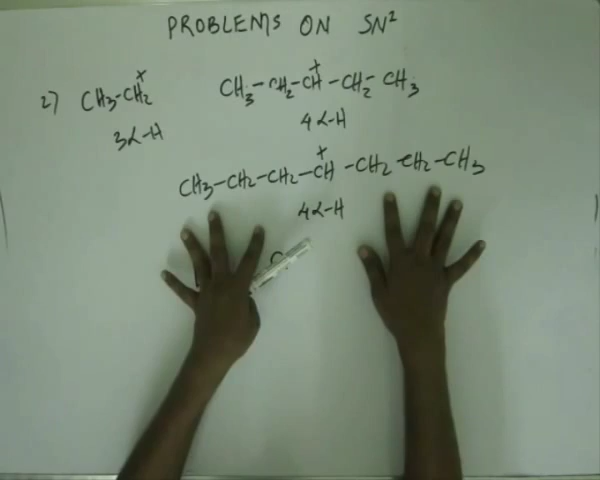 PROBLEMS ON SN²
2) CH3-CH2⁺ CH3-CH2-CH⁺-CH2-CH3
3α-H 4α-H
CH3-CH2-CH2-CH⁺-CH2-CH2-CH3
4α-H